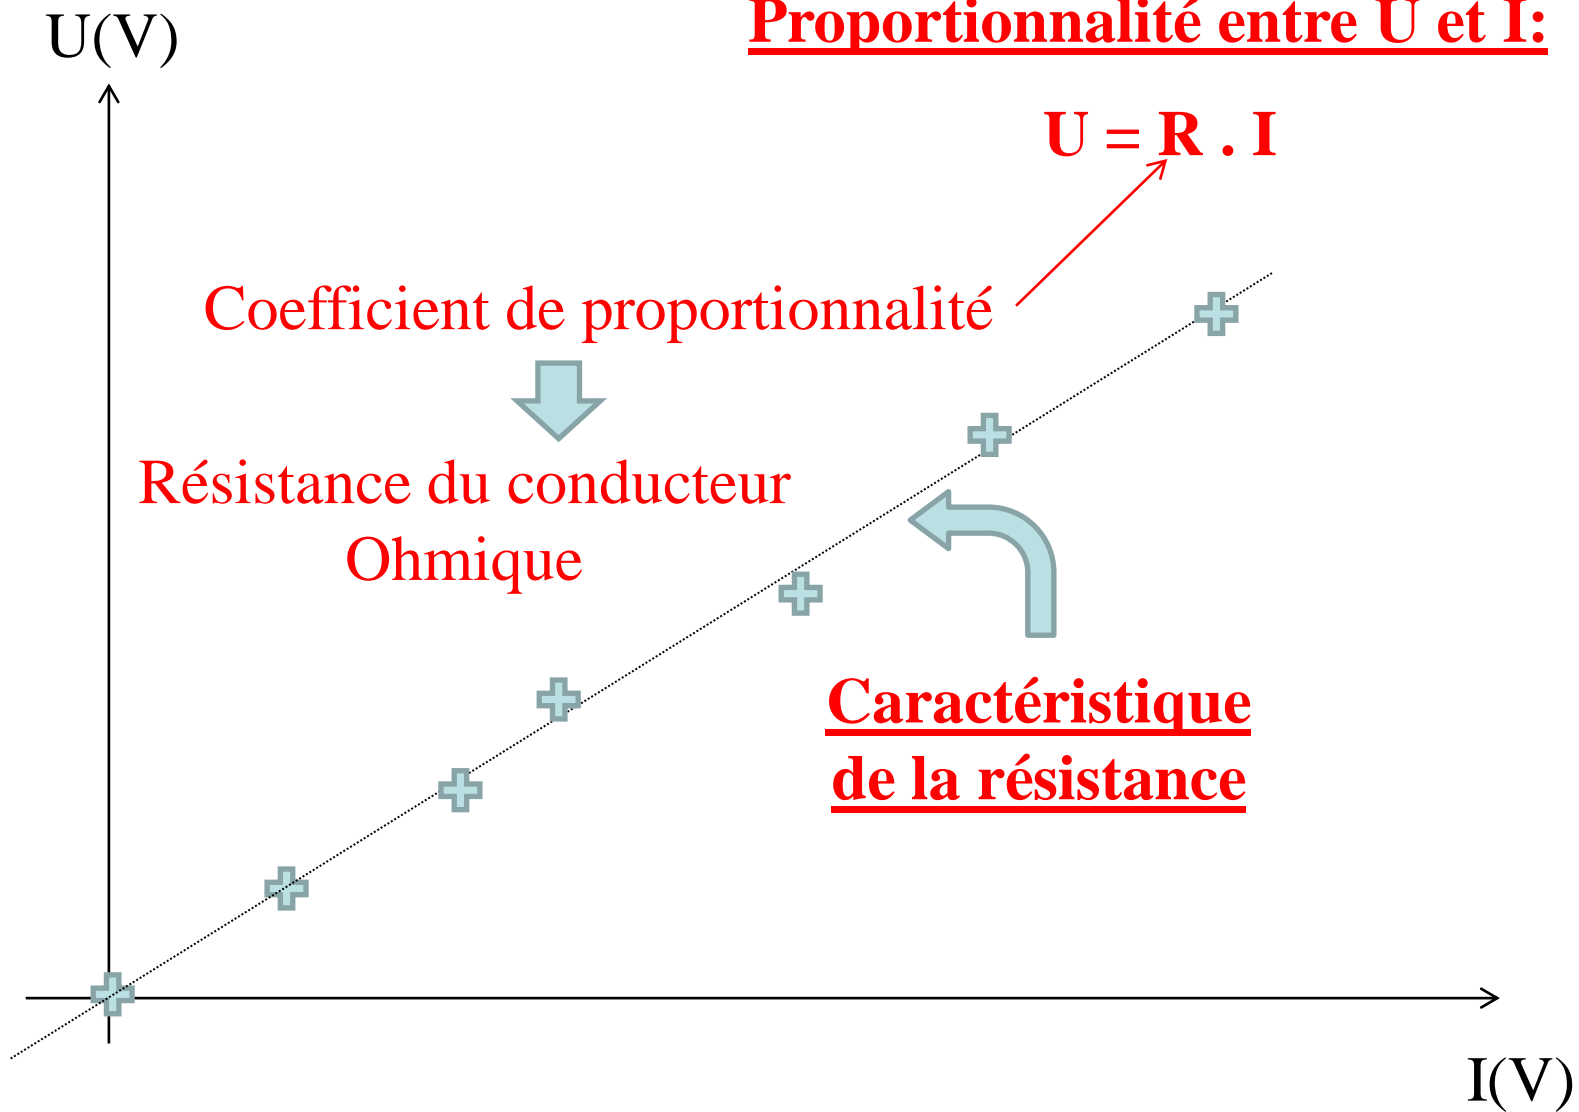 Proportionnalité entre U et I:
U(V)
U = R . I
Coefficient de proportionnalité
Résistance du conducteur
Ohmique
Caractéristique
de la résistance
I(V)